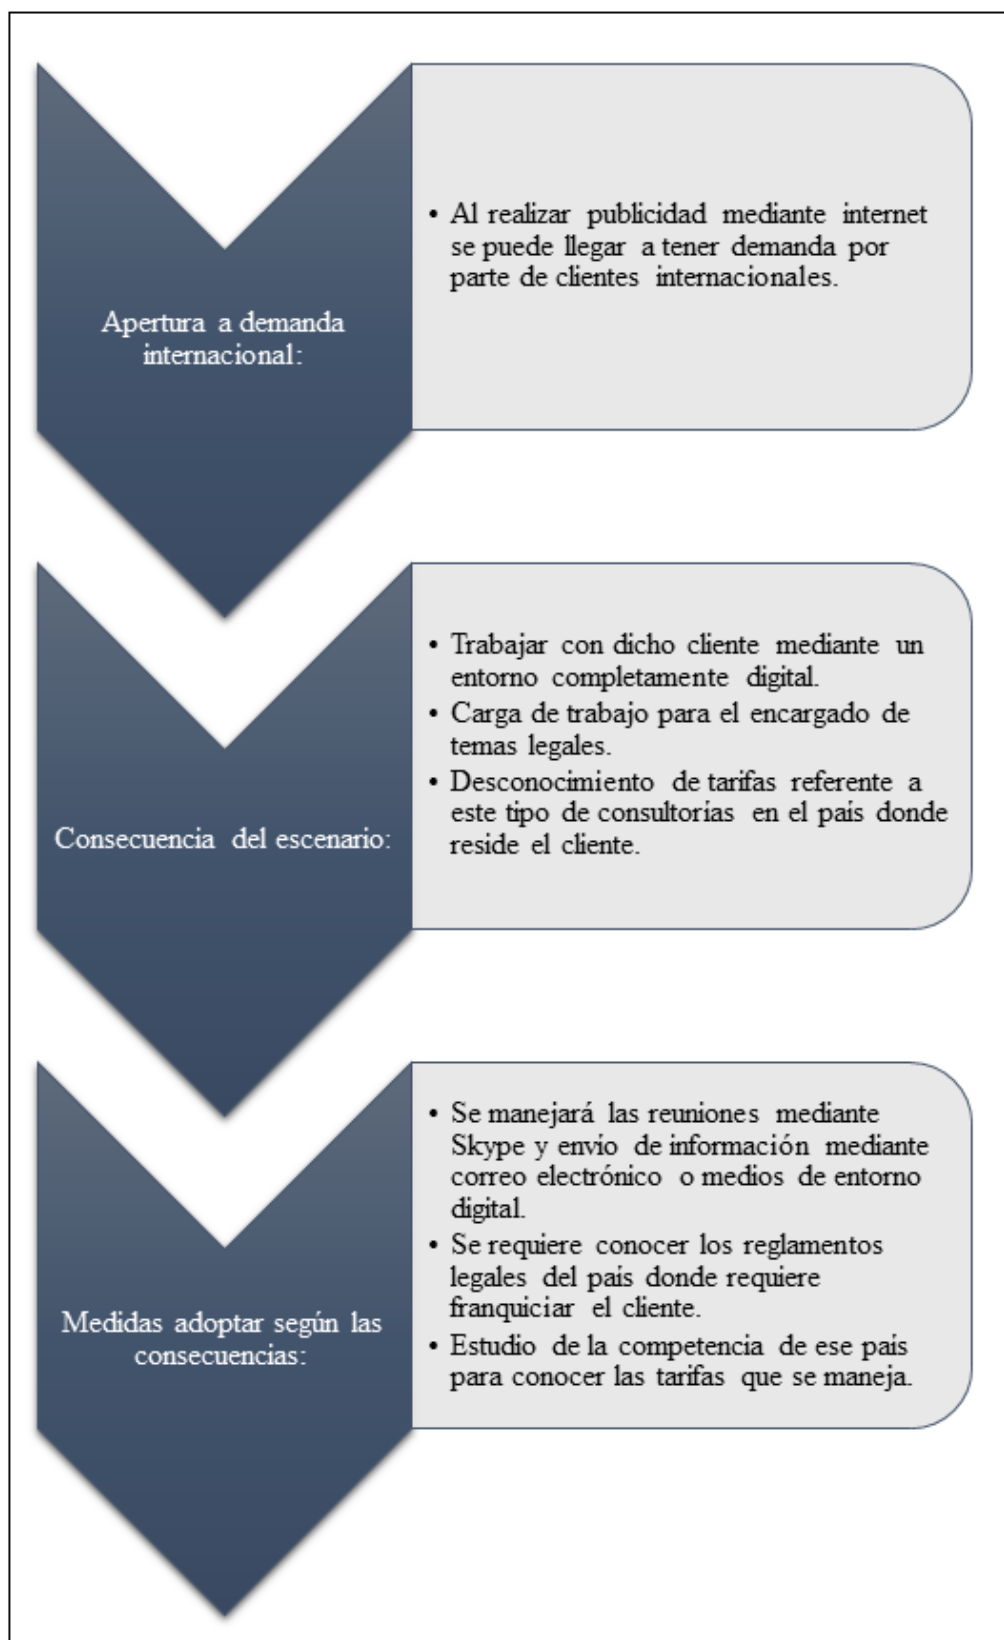 Apertura a demanda
internacional:
• Al realizar publicidad mediante internet
se puede llegar a tener demanda por
parte de clientes internacionales.
Consecuencia del escenario:
• Trabajar con dicho cliente mediante un
entorno completamente digital.
• Carga de trabajo para el encargado de
temas legales.
• Desconocimiento de tarifas referente a
este tipo de consultorías en el país donde
reside el cliente.
Medidas adoptar según las
consecuencias:
• Se manejará las reuniones mediante
Skype y envio de información mediante
correo electrónico o medios de entorno
digital.
• Se requiere conocer los reglamentos
legales del país donde requiere
franquiciar el cliente.
• Estudio de la competencia de ese país
para conocer las tarifas que se maneja.